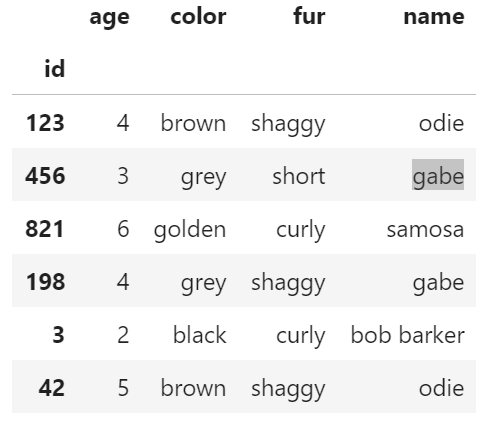 age color fur name
id
123 4 brown shaggy odie
456 3 grey short gabe
821 6 golden curly samosa
198 4 grey shaggy gabe
3 2 black curly bob barker
42 5 brown shaggy odie